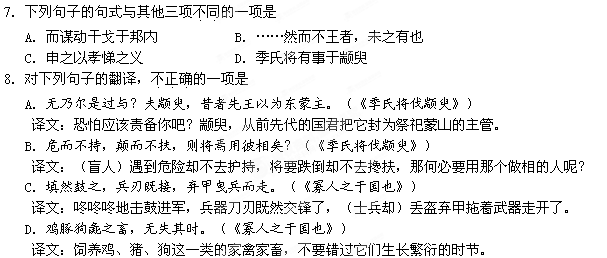 7．下列句子的句式与其他三项不同的一项是
A．而谋动干戈于邦内 B．……然而不王者，未之有也
C．申之以孝悌之义 D．季氏将有事于颛臾
8．对下列句子的翻译，不正确的一项是
A．无乃尔是过与？夫颛臾，昔者先王以为东蒙主。（《季氏将伐颛臾》）
译文：恐怕应该责备你吧？颛臾，从前先代的国君把它封为祭祀蒙山的主管。
B．危而不持，颠而不扶，则将焉用彼相矣？（《季氏将伐颛臾》）
译文：（盲人）遇到危险却不去护持，将要跌倒却不去搀扶，那何必要用那个做相的人呢？
C．填然鼓之，兵刃既接，弃甲曳兵而走。（《寡人之于国也》）
译文：咚咚咚地击鼓进军，兵器刀刃既然交锋了，（士兵却）丢盔弃甲拖着武器走开了。
D．鸡豚狗彘之畜，无失其时。（《寡人之于国也》）
译文：饲养鸡、猪、狗这一类的家禽家畜，不要错过它们生长繁衍的时节。